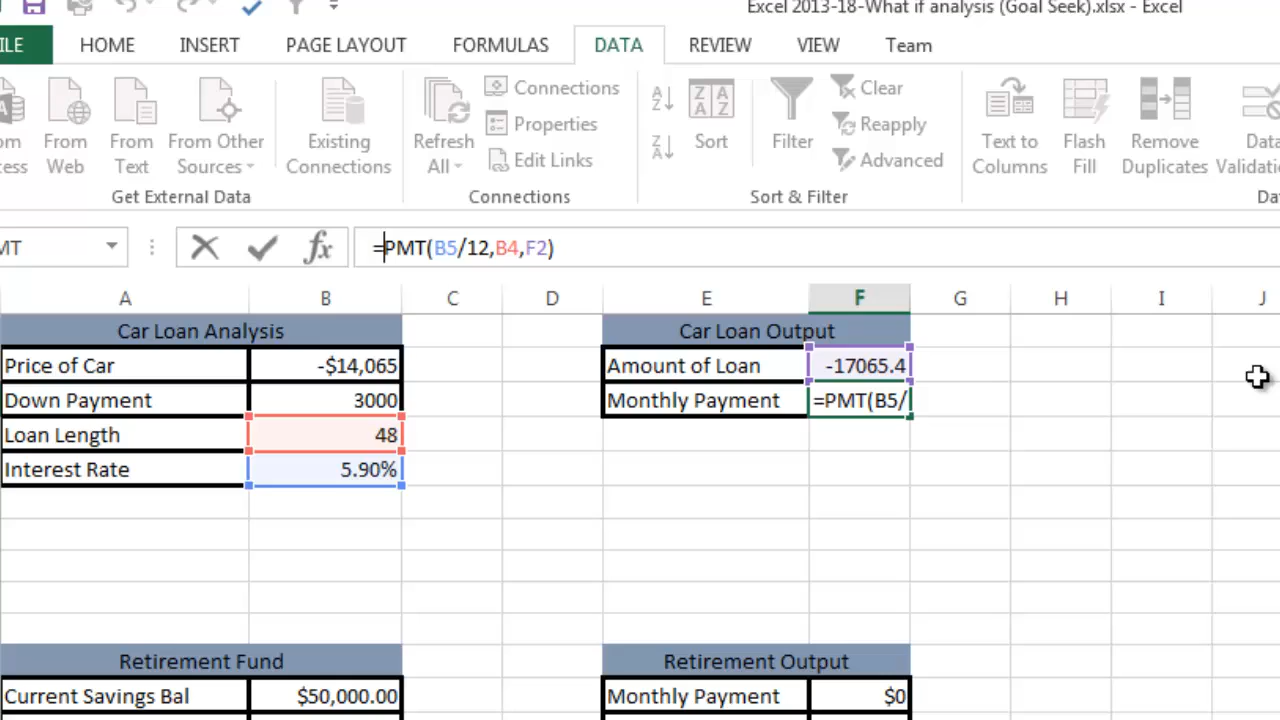 Excel 2013-18-What if analysis (Goal Seek).xlsx - Excel
ILE HOME INSERT PAGE LAYOUT FORMULAS DATA REVIEW VIEW Team
From Web
From Text
From Other Sources
Existing Connections
Get External Data
Refresh All
Connections
Properties
Edit Links
Connections
Sort
Filter
Clear
Reapply
Advanced
Sort & Filter
Text to Columns
Flash Fill
Remove Duplicates
Data Validatio
Dat
MT fx =PMT(B5/12,B4,F2)
A B C D E F G H I J
Car Loan Analysis Car Loan Output
Price of Car -$14,065 Amount of Loan -17065.4
Down Payment 3000 Monthly Payment =PMT(B5/
Loan Length 48
Interest Rate 5.90%
Retirement Fund Retirement Output
Current Savings Bal $50,000.00 Monthly Payment $0